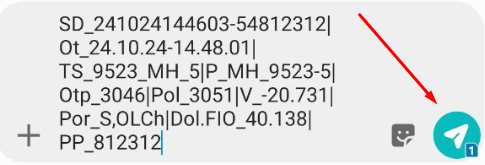 SD_241024144603-54812312|
Ot_24.10.24-14.48.01|
TS_9523_MH_5|P_MH_9523-5|
Otp_3046|Pol_3051|V_-20.731|
Por_S,OLCh|Dol.FIO_40.138|
PP_812312
1